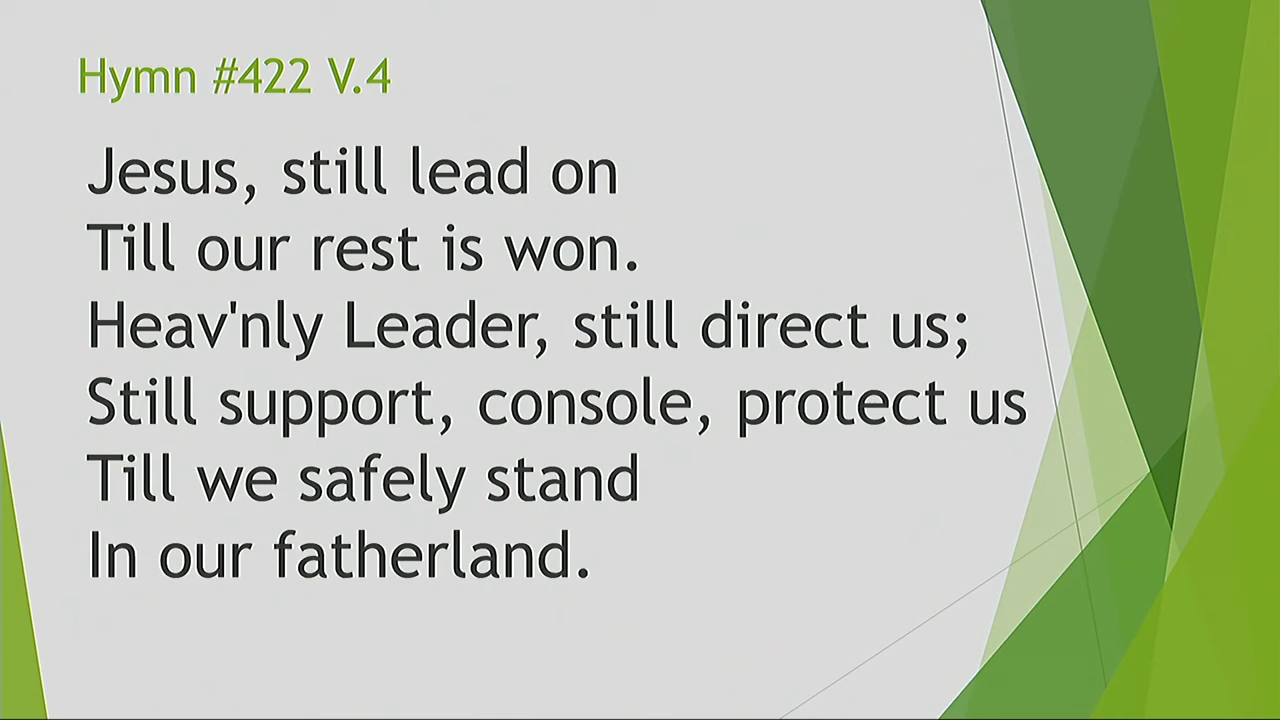 Hymn #422 V.4
Jesus, still lead on
Till our rest is won.
Heav'nly Leader, still direct us;
Still support, console, protect us
Till we safely stand
In our fatherland.